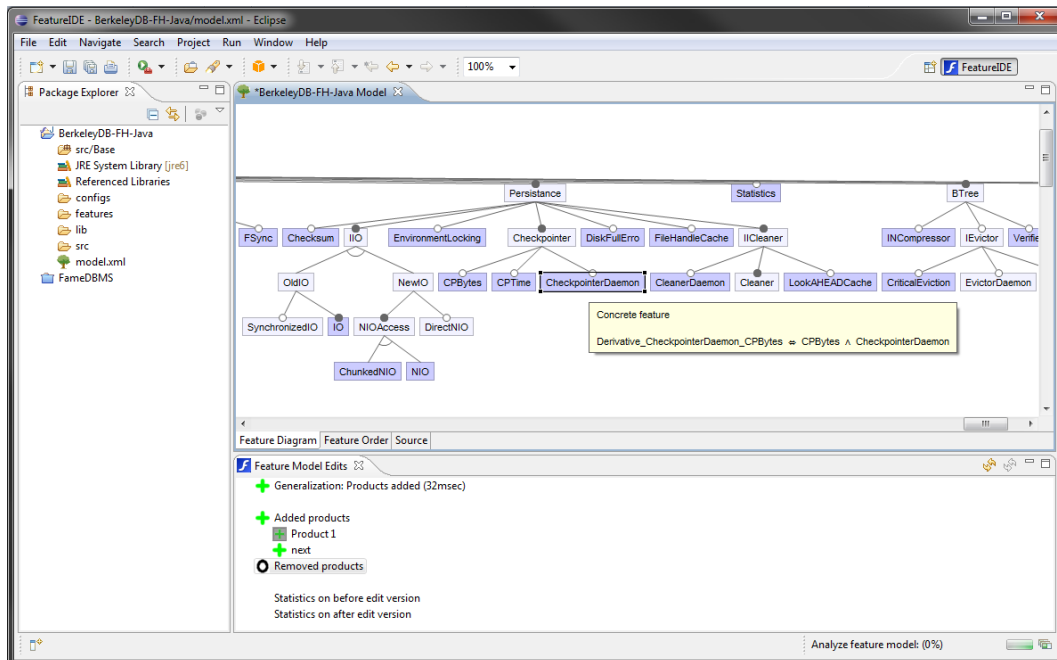 FeatureIDE - BerkeleyDB-FH-Java/model.xml - Eclipse
File Edit Navigate Search Project Run Window Help
100%
FeatureIDE
Package Explorer
*BerkeleyDB-FH-Java Model
BerkeleyDB-FH-Java
src/Base
JRE System Library [jre6]
Referenced Libraries
configs
features
lib
src
model.xml
FameDBMS
Persistance Statistics BTree
FSync Checksum IIO EnvironmentLocking Checkpointer DiskFullErro FileHandleCache IICleaner INCompressor IEvictor Verifie
OldIO NewIO CPBytes CPTime CheckpointerDaemon CleanerDaemon Cleaner LookAHEADCache CriticalEviction EvictorDaemon
SynchronizedIO IO NIOAccess DirectNIO
ChunkedNIO NIO
Concrete feature
Derivative_CheckpointerDaemon_CPBytes ⇔ CPBytes ∧ CheckpointerDaemon
Feature Diagram Feature Order Source
Feature Model Edits
Generalization: Products added (32msec)
Added products
Product 1
next
Removed products
Statistics on before edit version
Statistics on after edit version
Analyze feature model: (0%)